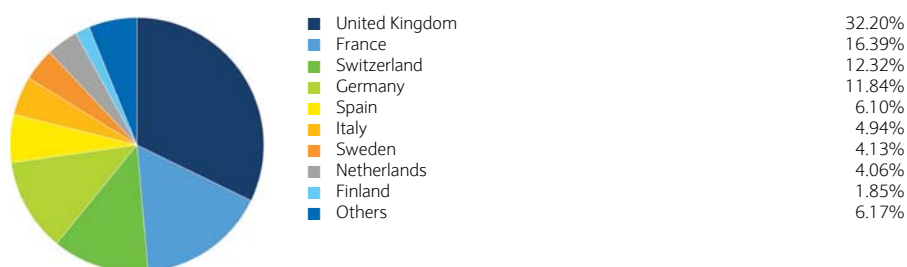 United Kingdom 32.20%
France 16.39%
Switzerland 12.32%
Germany 11.84%
Spain 6.10%
Italy 4.94%
Sweden 4.13%
Netherlands 4.06%
Finland 1.85%
Others 6.17%